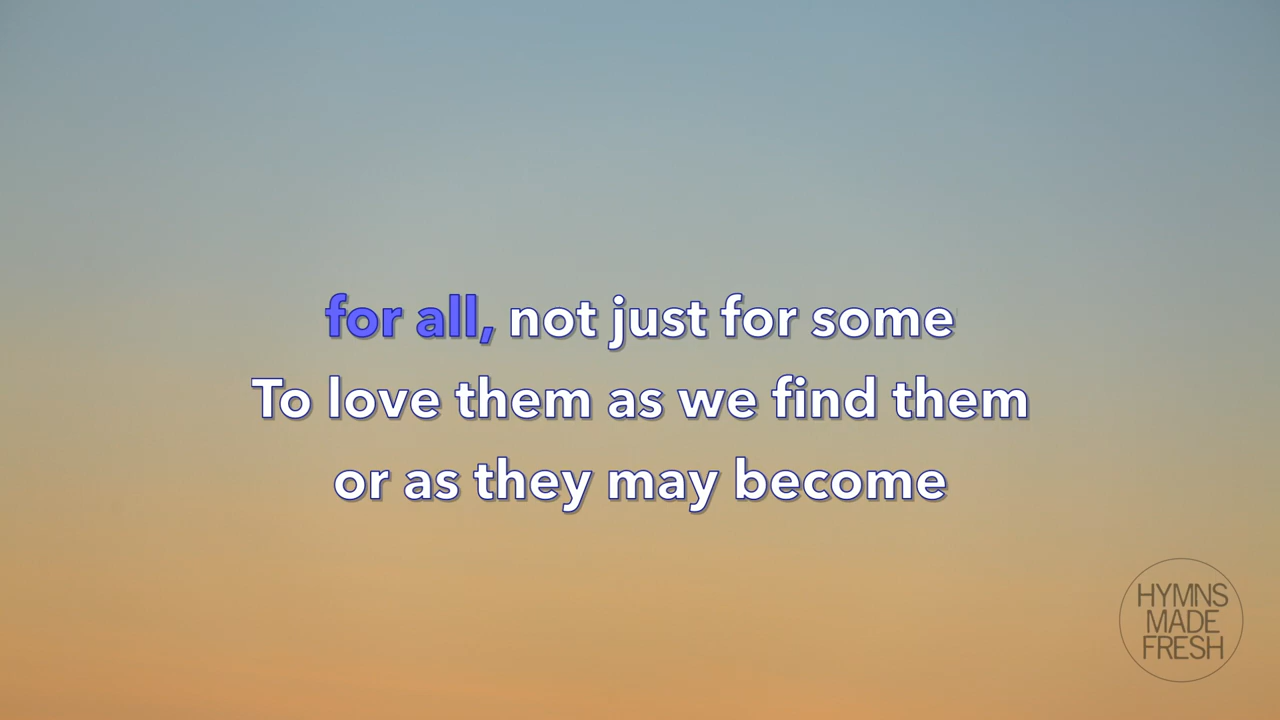 for all, not just for some
To love them as we find them
or as they may become
HYMNS
MADE
FRESH